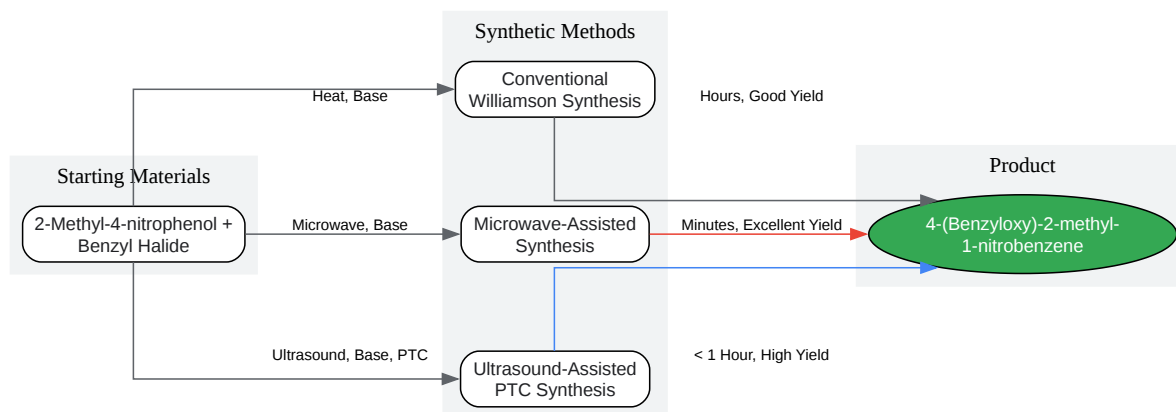 Synthetic Methods
Conventional
Williamson Synthesis
Heat, Base
Hours, Good Yield
Starting Materials
2-Methyl-4-nitrophenol +
Benzyl Halide
Microwave, Base
Microwave-Assisted
Synthesis
Minutes, Excellent Yield
Product
4-(Benzyloxy)-2-methyl-
1-nitrobenzene
Ultrasound, Base, PTC
Ultrasound-Assisted
PTC Synthesis
< 1 Hour, High Yield